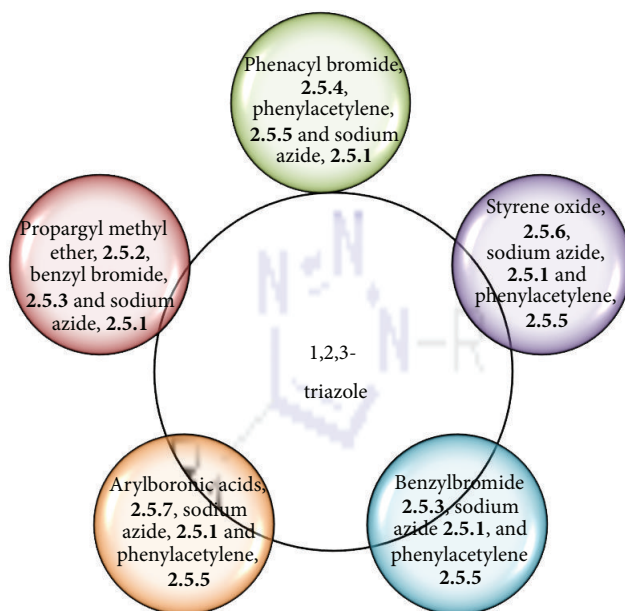 Phenacyl bromide,
2.5.4,
phenylacetylene,
2.5.5 and sodium
azide, 2.5.1
Propargyl methyl
ether, 2.5.2,
benzyl bromide,
2.5.3 and sodium
azide, 2.5.1
Styrene oxide,
2.5.6,
sodium azide,
2.5.1 and
phenylacetylene,
2.5.5
N
N
N
R
1,2,3-
triazole
Arylboronic acids,
2.5.7, sodium
azide, 2.5.1 and
phenylacetylene,
2.5.5
Benzylbromide
2.5.3, sodium
azide 2.5.1, and
phenylacetylene
2.5.5